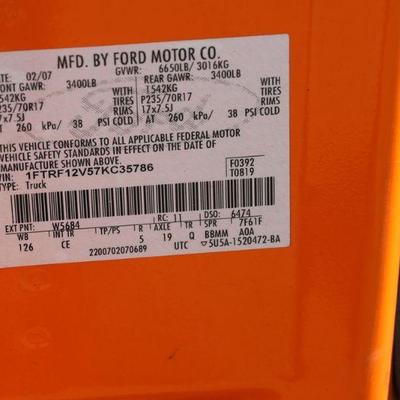 MFD. BY FORD MOTOR CO.
02/07 GVWR: 6650LB/ 3016KG
FRONT GAWR: 3400LB REAR GAWR: 3400LB
1542KG WITH 1542KG WITH
P235/70R17 TIRES P235/70R17 TIRES
17x7.5J RIMS 17x7.5J RIMS
AT 260 kPa/ 38 PSI COLD AT 260 kPa/ 38 PSI COLD
THIS VEHICLE CONFORMS TO ALL APPLICABLE FEDERAL MOTOR
VEHICLE SAFETY STANDARDS IN EFFECT ON THE DATE OF
MANUFACTURE SHOWN ABOVE.
VIN: 1FTRF12V57KC35786 F0392
TYPE: Truck T0819
EXT PNT: W5684 RC: 11 DSO: 6474
WB INT TR TP/PS R AXLE TR SPR 7F61F
126 CE 5 19 Q BBMM A0A
2200702070689 UTC 5U5A-1520472-BA